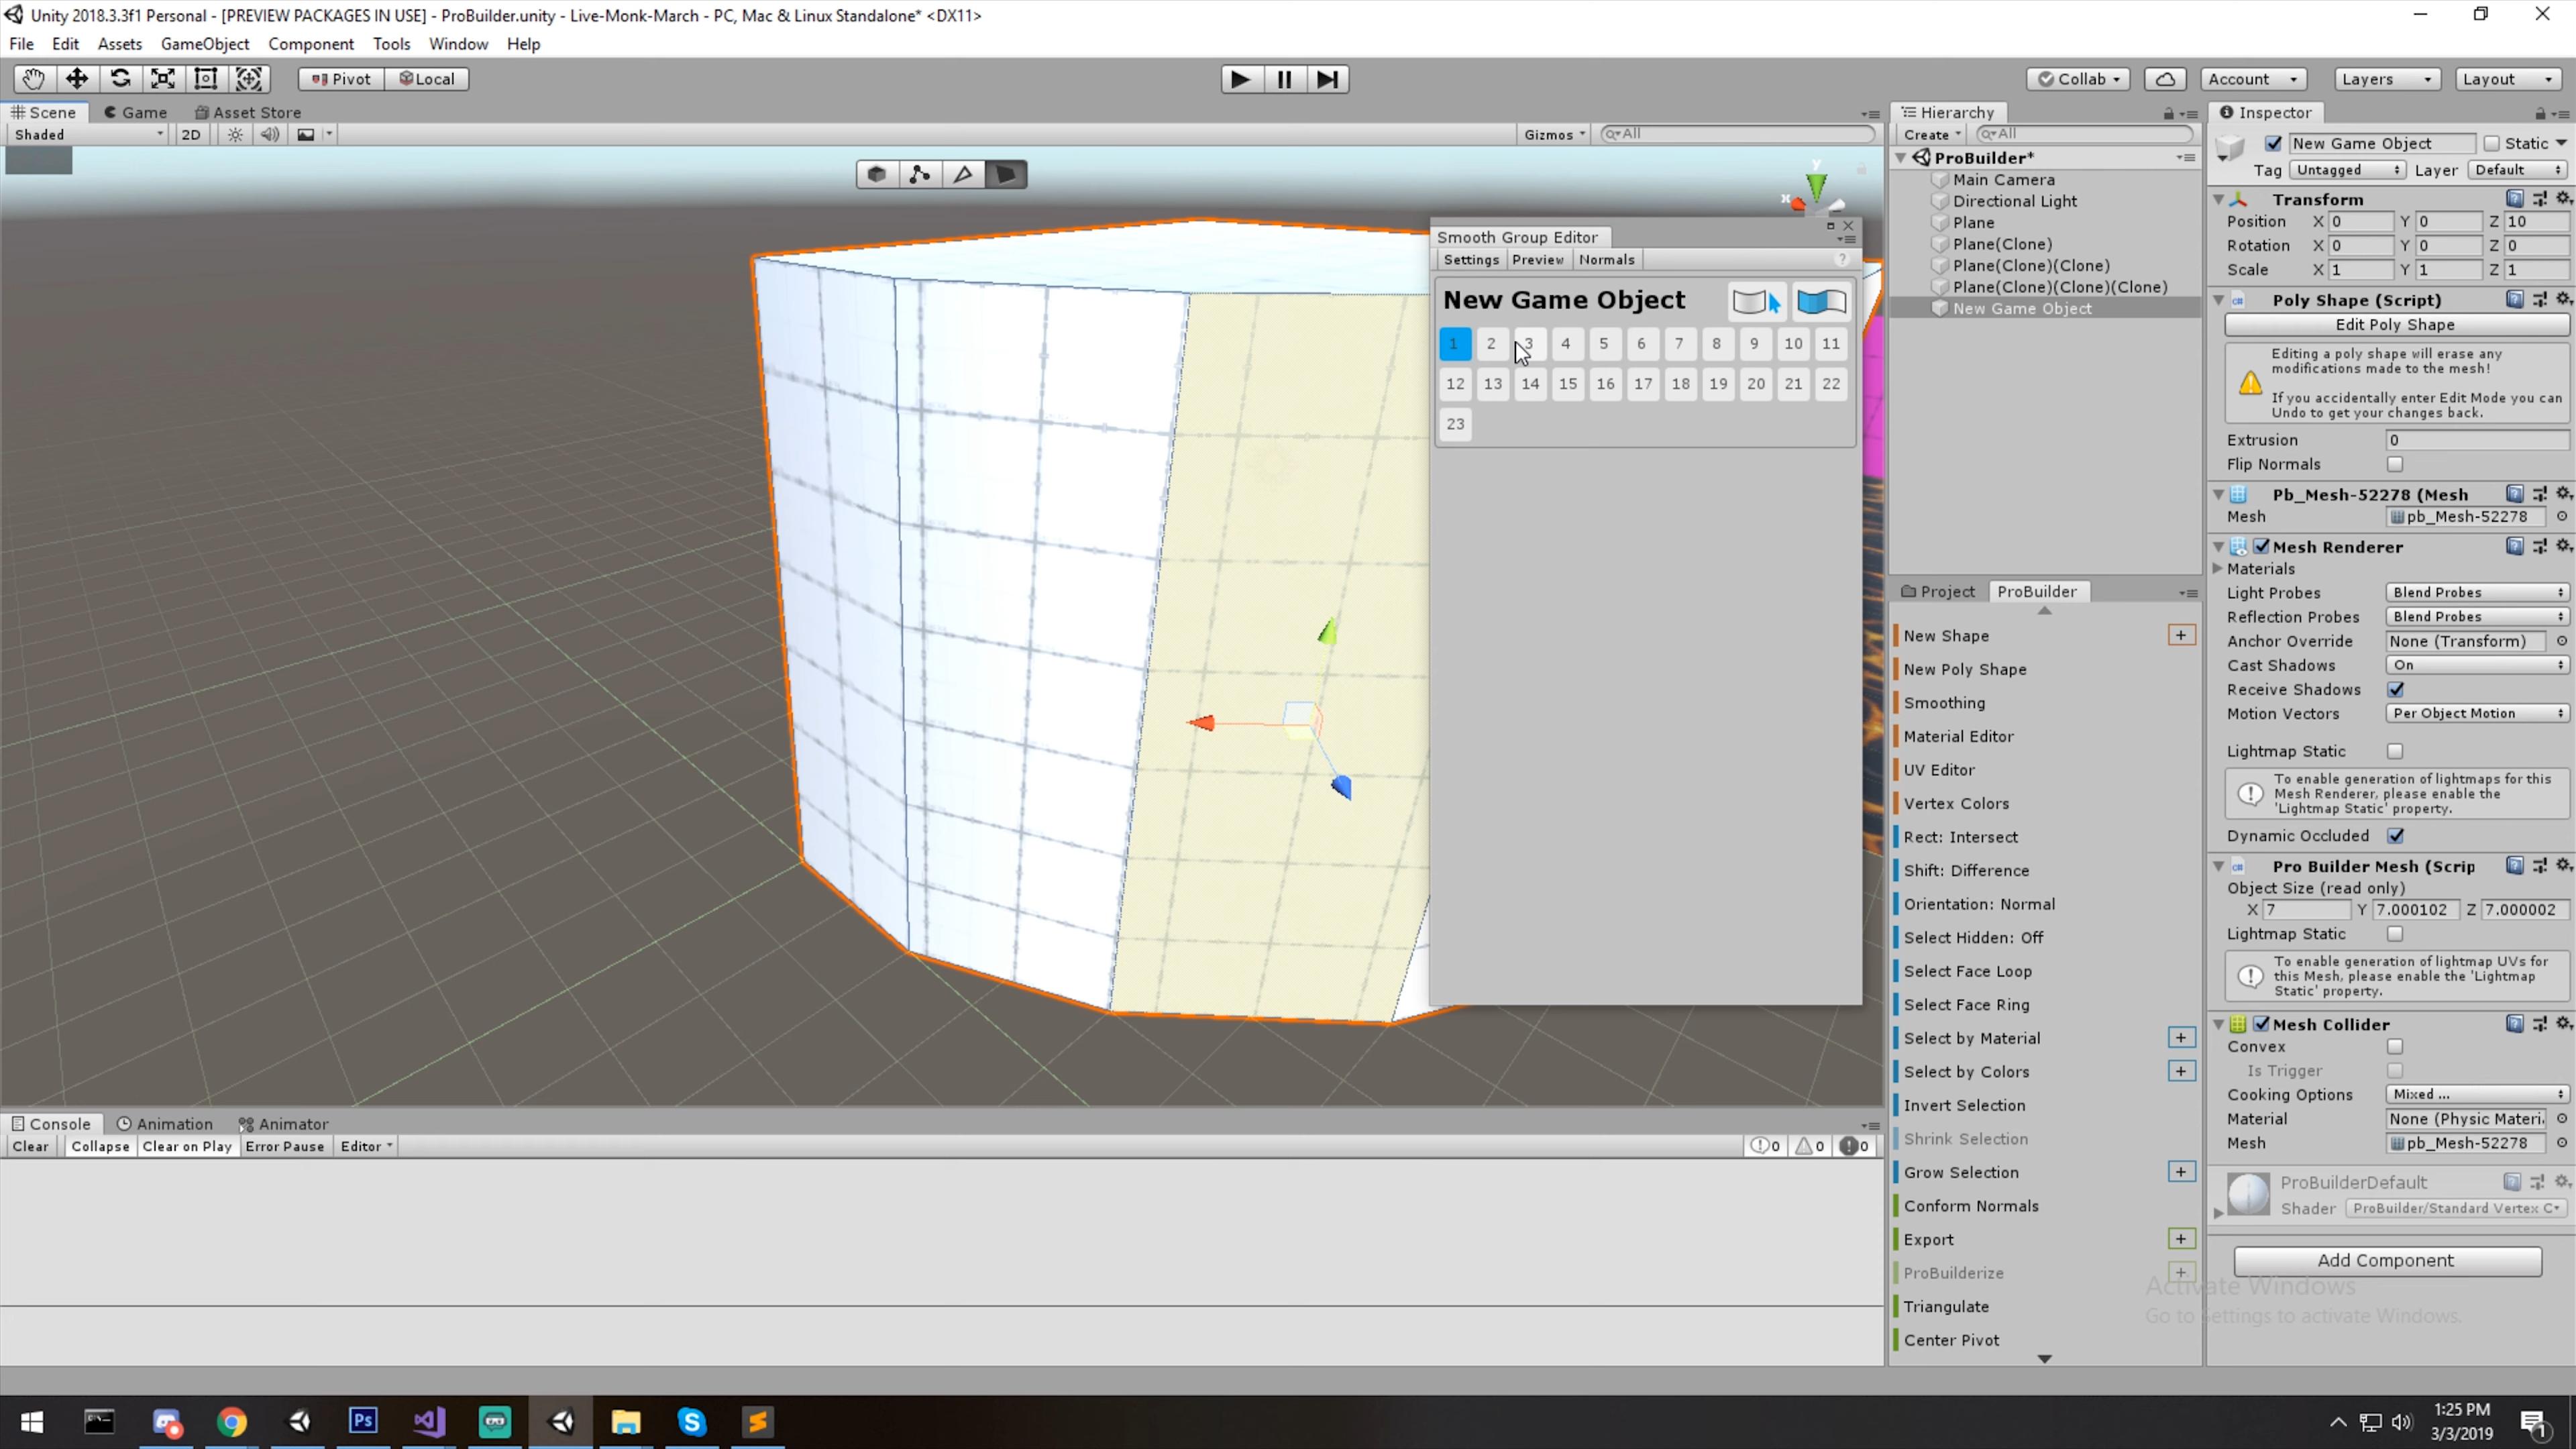 Unity 2018.3.3f1 Personal - [PREVIEW PACKAGES IN USE] - ProBuilder.unity - Live-Monk-March - PC, Mac & Linux Standalone* <DX11>
File Edit Assets GameObject Component Tools Window Help
Pivot Local Collab Account Layers Layout
Scene Game Asset Store
Shaded 2D Gizmos All
Hierarchy
Create All
ProBuilder*
Main Camera
Directional Light
Plane
Plane(Clone)
Plane(Clone)(Clone)
Plane(Clone)(Clone)(Clone)
New Game Object
y
x
Smooth Group Editor
Settings Preview Normals ?
New Game Object
1 2 3 4 5 6 7 8 9 10 11
12 13 14 15 16 17 18 19 20 21 22
23
Project ProBuilder
New Shape +
New Poly Shape
Smoothing
Material Editor
UV Editor
Vertex Colors
Rect: Intersect
Shift: Difference
Orientation: Normal
Select Hidden: Off
Select Face Loop
Select Face Ring
Select by Material +
Select by Colors +
Invert Selection
Shrink Selection
Grow Selection +
Conform Normals
Export +
ProBuilderize +
Triangulate
Center Pivot
Inspector
New Game Object Static
Tag Untagged Layer Default
Transform
Position X 0 Y 0 Z 10
Rotation X 0 Y 0 Z 0
Scale X 1 Y 1 Z 1
Poly Shape (Script)
Edit Poly Shape
Editing a poly shape will erase any
modifications made to the mesh!
If you accidentally enter Edit Mode you can
Undo to get your changes back.
Extrusion 0
Flip Normals
Pb_Mesh-52278 (Mesh
Mesh pb_Mesh-52278
Mesh Renderer
Materials
Light Probes Blend Probes
Reflection Probes Blend Probes
Anchor Override None (Transform)
Cast Shadows On
Receive Shadows
Motion Vectors Per Object Motion
Lightmap Static
To enable generation of lightmaps for this
Mesh Renderer, please enable the
'Lightmap Static' property.
Dynamic Occluded
Pro Builder Mesh (Scrip
Object Size (read only)
X 7 Y 7.000102 Z 7.000002
Lightmap Static
To enable generation of lightmap UVs for
this Mesh, please enable the 'Lightmap
Static' property.
Mesh Collider
Convex
Is Trigger
Cooking Options Mixed ...
Material None (Physic Materi
Mesh pb_Mesh-52278
ProBuilderDefault
Shader ProBuilder/Standard Vertex C
Add Component
Activate Windows
Go to Settings to activate Windows.
Console Animation Animator
Clear Collapse Clear on Play Error Pause Editor 0 0 0
Ps
1:25 PM
3/3/2019
1